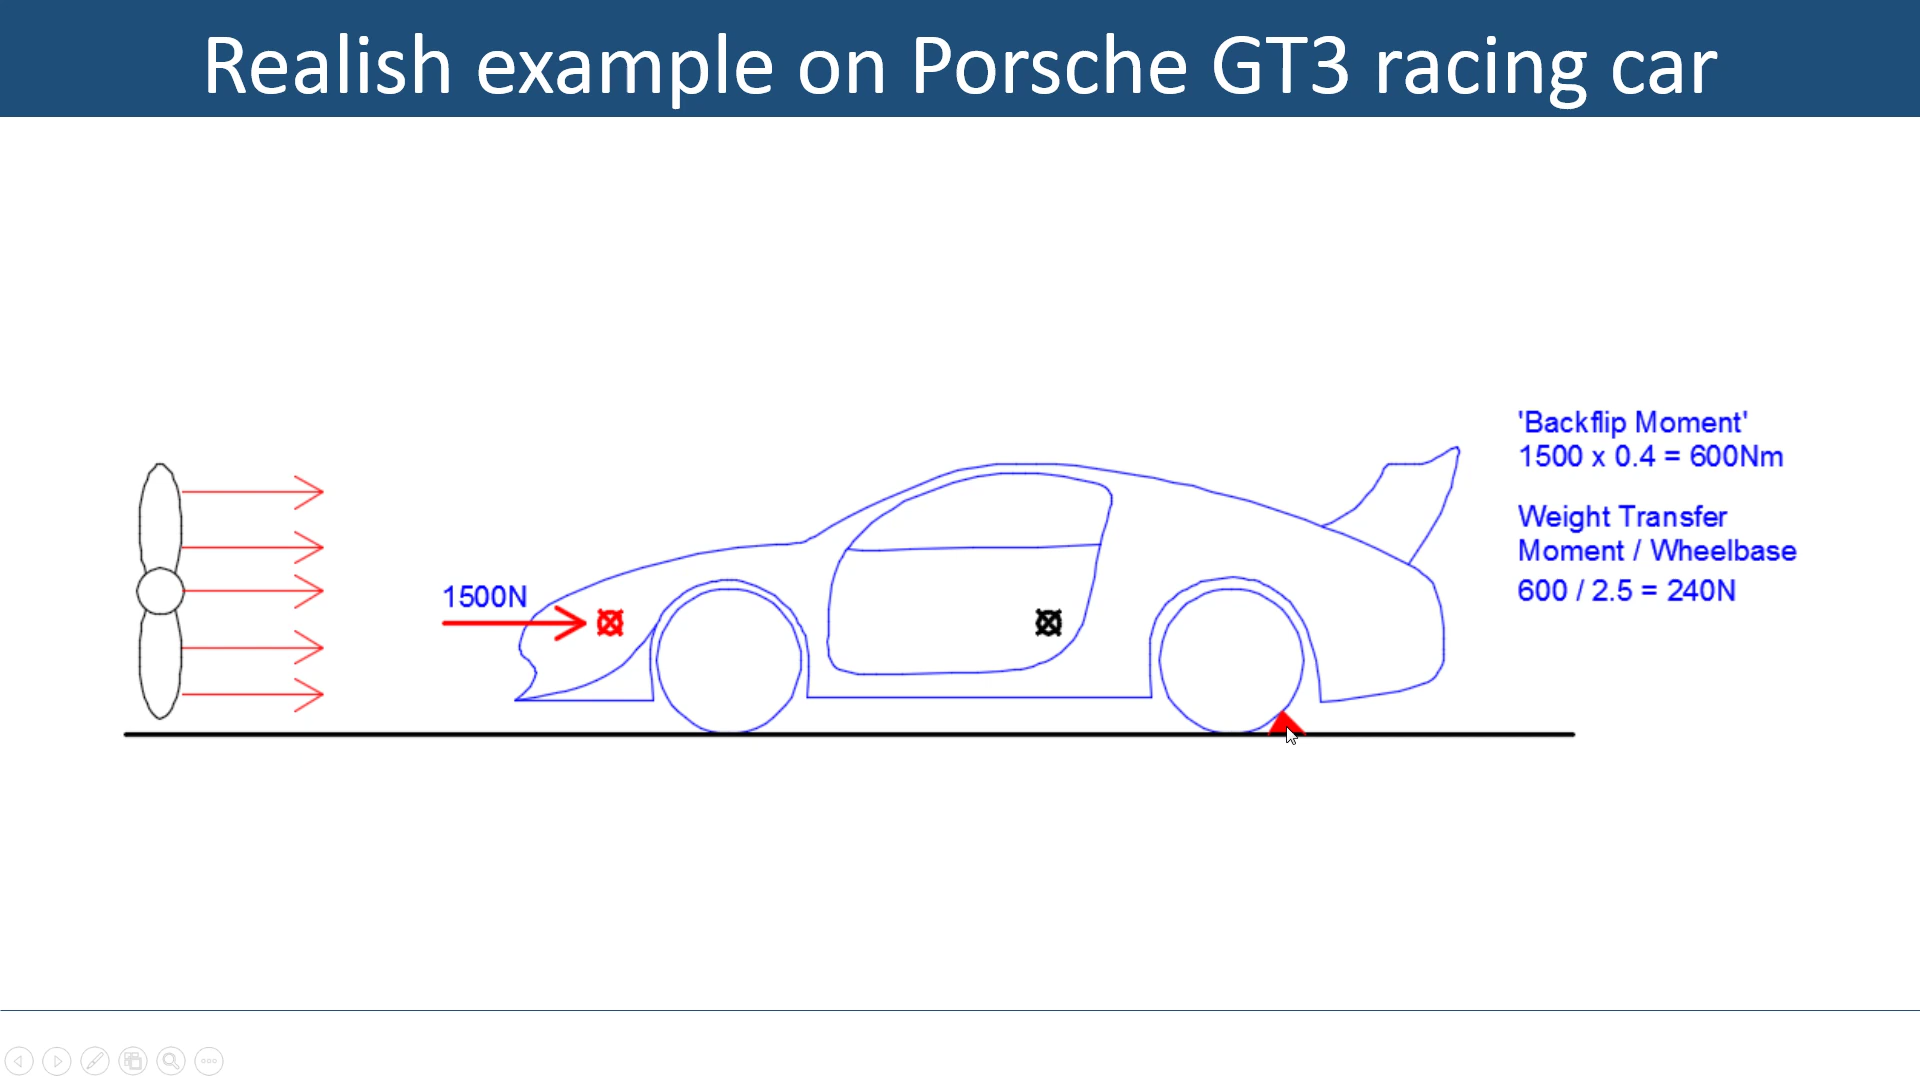 Realish example on Porsche GT3 racing car
'Backflip Moment'
1500 x 0.4 = 600Nm
Weight Transfer
Moment / Wheelbase
600 / 2.5 = 240N
1500N